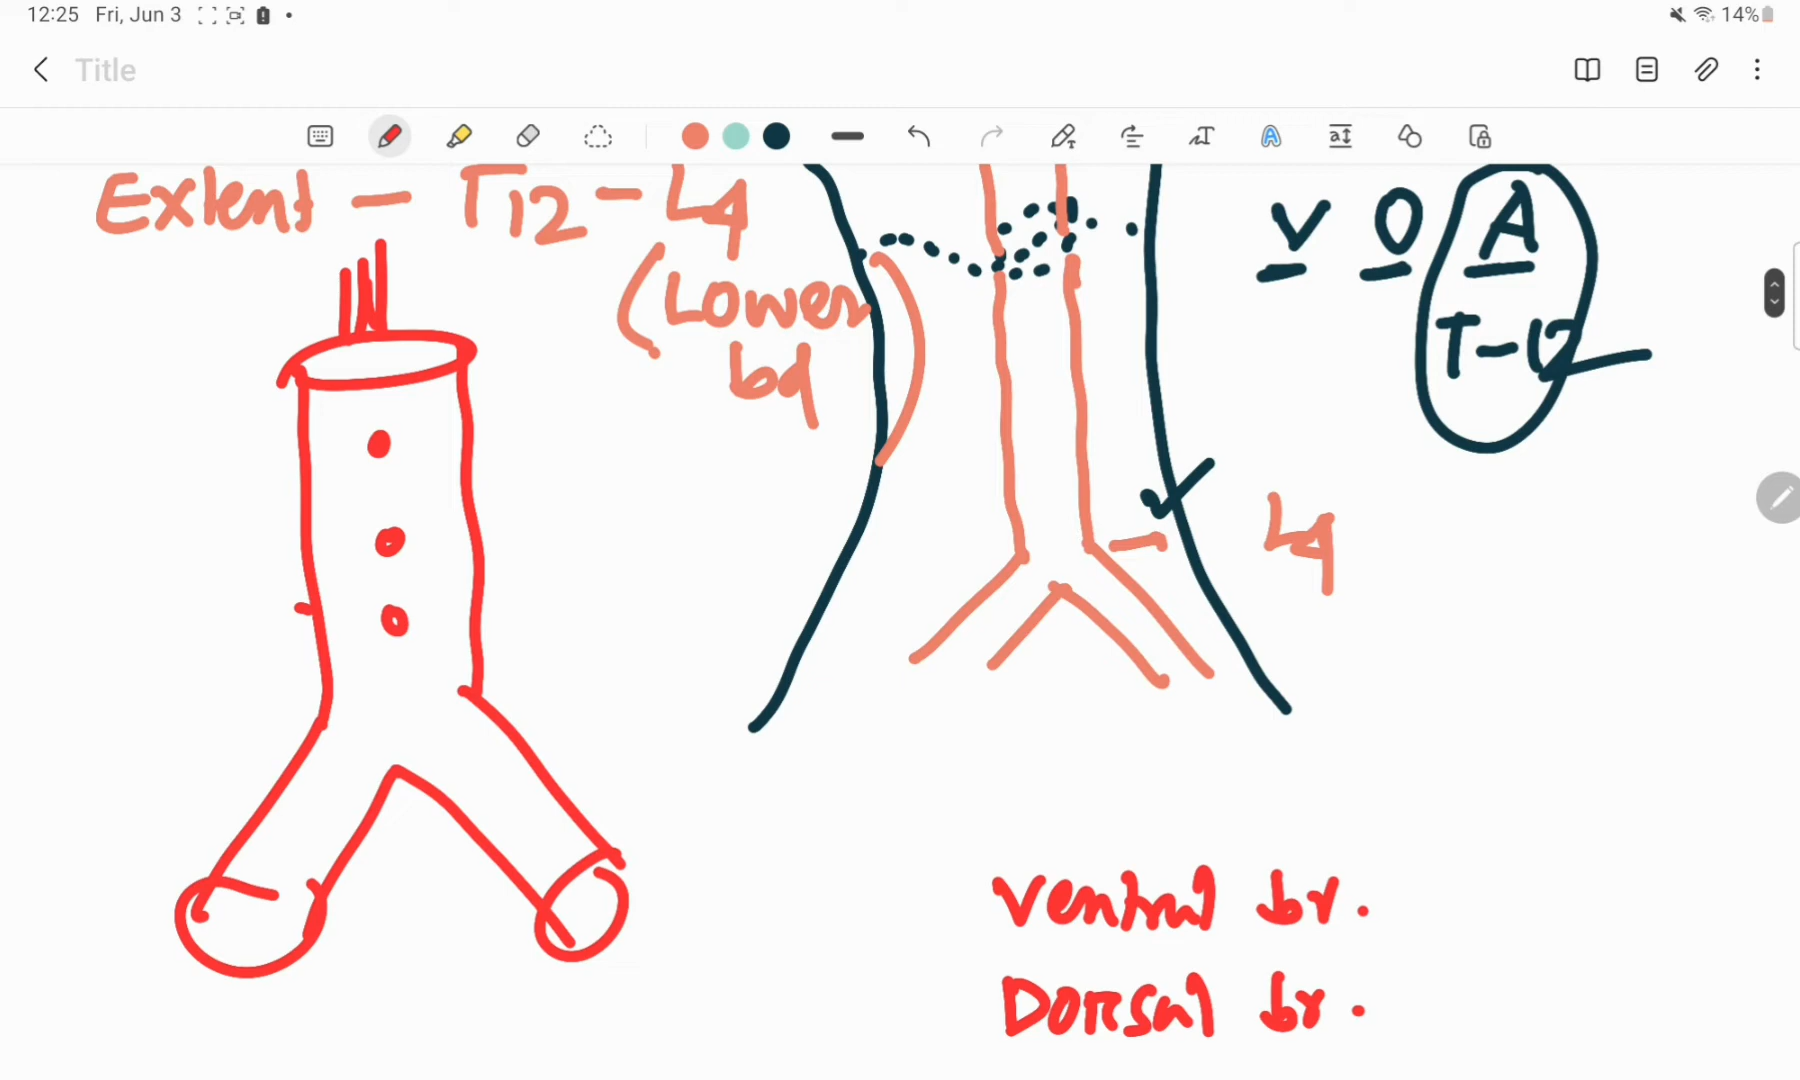 12:25 Fri, Jun 3 14%
Title
Extent - T12 - L4
(Lower
bd
V O A
T-12
L4
Ventral br.
Dorsal br.